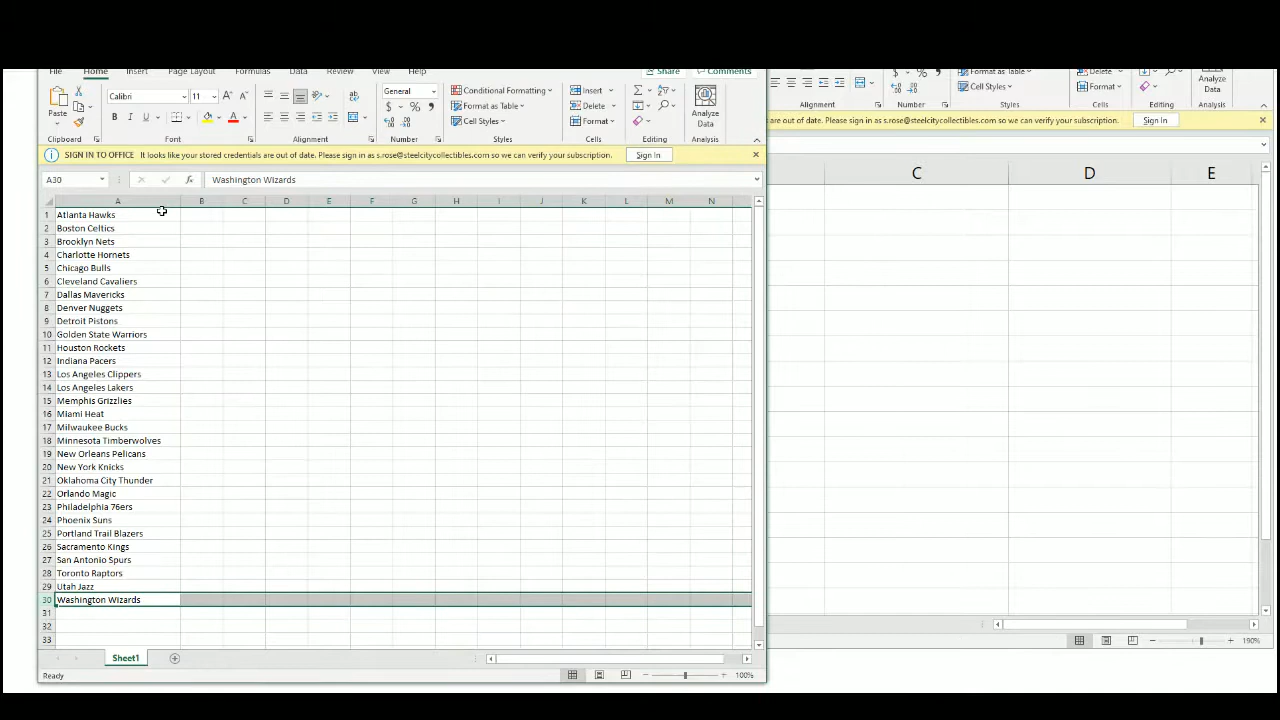 File Home Insert Page Layout Formulas Data Review View Help Share Comments
Paste Calibri 11 General Conditional Formatting Format as Table Cell Styles Insert Delete Format Analyze Data
Clipboard Font Alignment Number Styles Cells Editing Analysis
SIGN IN TO OFFICE It looks like your stored credentials are out of date. Please sign in as s.rose@steelcitycollectibles.com so we can verify your subscription. Sign In
A30 fx Washington Wizards
A B C D E F G H I J K L M N
1 Atlanta Hawks
2 Boston Celtics
3 Brooklyn Nets
4 Charlotte Hornets
5 Chicago Bulls
6 Cleveland Cavaliers
7 Dallas Mavericks
8 Denver Nuggets
9 Detroit Pistons
10 Golden State Warriors
11 Houston Rockets
12 Indiana Pacers
13 Los Angeles Clippers
14 Los Angeles Lakers
15 Memphis Grizzlies
16 Miami Heat
17 Milwaukee Bucks
18 Minnesota Timberwolves
19 New Orleans Pelicans
20 New York Knicks
21 Oklahoma City Thunder
22 Orlando Magic
23 Philadelphia 76ers
24 Phoenix Suns
25 Portland Trail Blazers
26 Sacramento Kings
27 San Antonio Spurs
28 Toronto Raptors
29 Utah Jazz
30 Washington Wizards
31
32
33
Sheet1
Ready 100%
Format as Table Delete Analyze Data
Cell Styles Format
Alignment Number Styles Cells Editing Analysis
are out of date. Please sign in as s.rose@steelcitycollectibles.com so we can verify your subscription. Sign In
C D E
190%